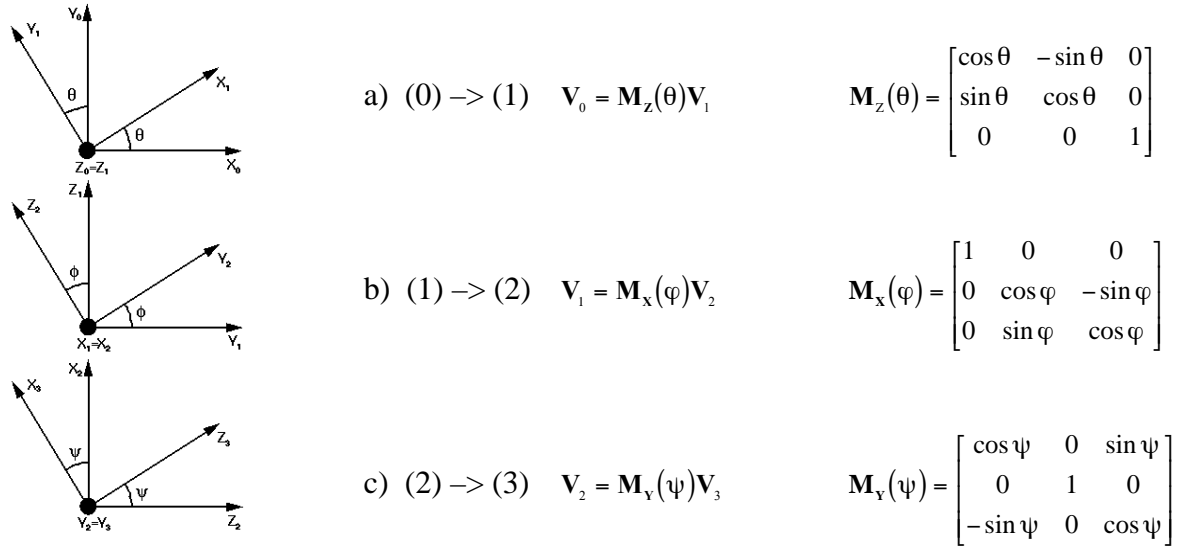 Y₀
Y₁
X₁
θ
θ
X₀
Z₀=Z₁
a) (0) –> (1) V₀ = M_Z(θ)V₁
M_Z(θ) = [cos θ − sin θ 0
sin θ cos θ 0
0 0 1]
Z₁
Z₂
Y₂
ϕ
ϕ
Y₁
X₁=X₂
b) (1) –> (2) V₁ = M_X(φ)V₂
M_X(φ) = [1 0 0
0 cos φ − sin φ
0 sin φ cos φ]
X₂
X₃
Z₃
ψ
ψ
Z₂
Y₂=Y₃
c) (2) –> (3) V₂ = M_Y(ψ)V₃
M_Y(ψ) = [cos ψ 0 sin ψ
0 1 0
− sin ψ 0 cos ψ]